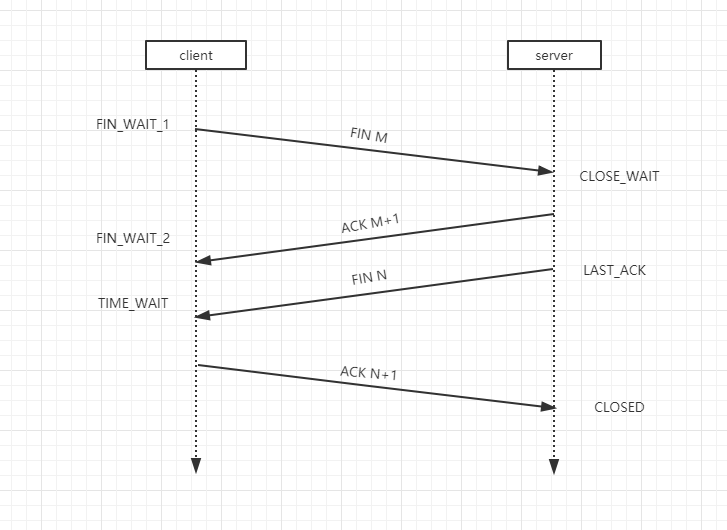 client
server
FIN_WAIT_1
FIN M
CLOSE_WAIT
ACK M+1
FIN_WAIT_2
FIN N
LAST_ACK
TIME_WAIT
ACK N+1
CLOSED